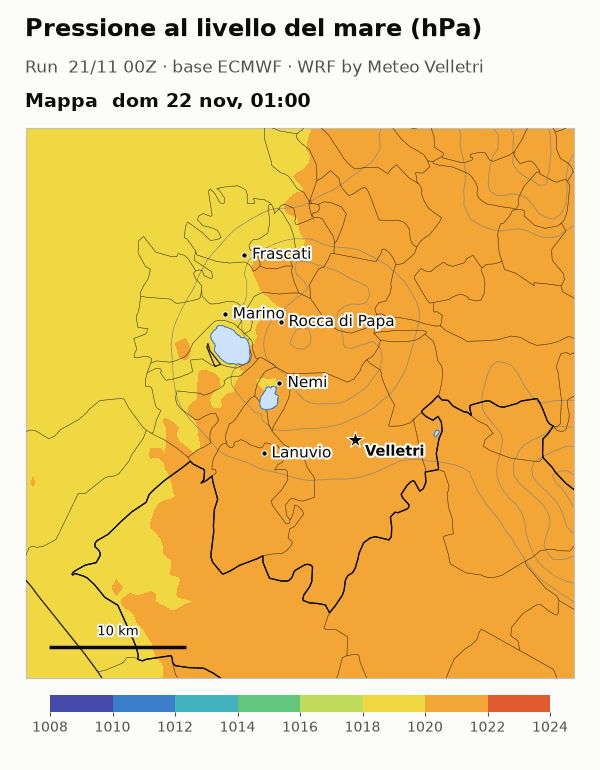 Pressione al livello del mare (hPa)
Run  21/11 00Z · base ECMWF · WRF by Meteo Velletri
Mappa  dom 22 nov, 01:00
Frascati
Marino
Rocca di Papa
Nemi
Velletri
Lanuvio
10 km
1008 1010 1012 1014 1016 1018 1020 1022 1024